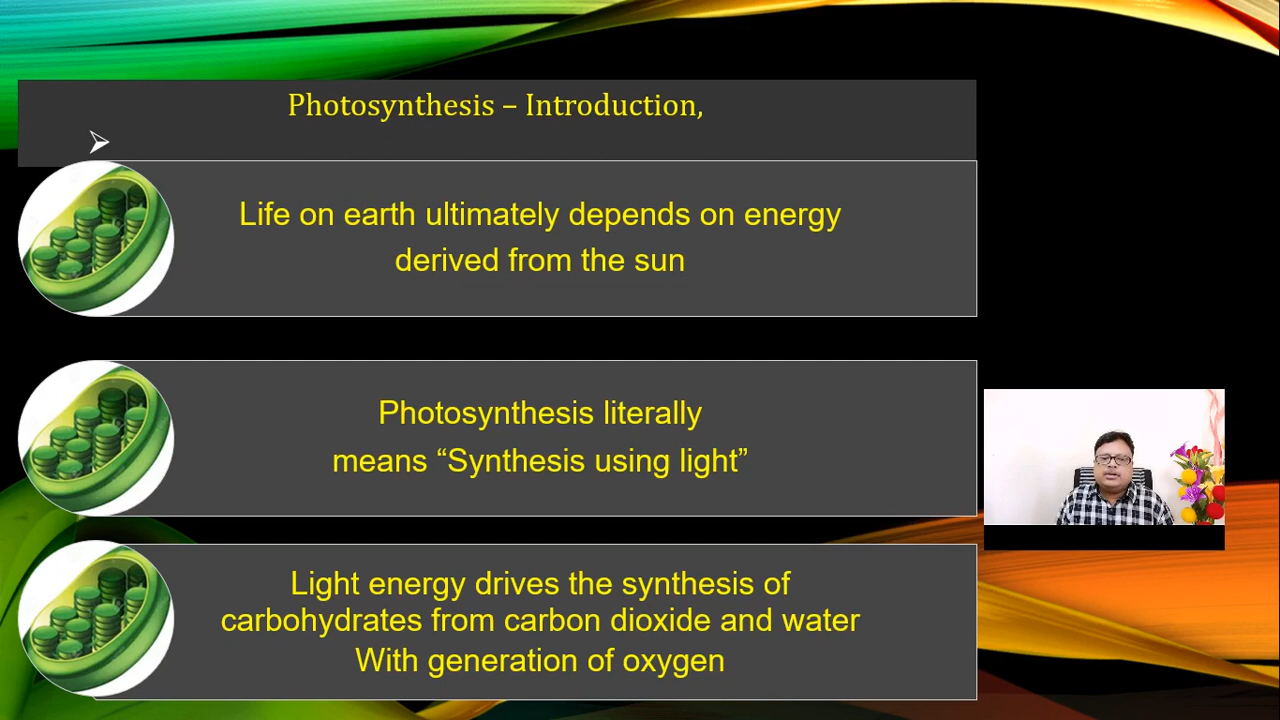 Photosynthesis – Introduction,
Life on earth ultimately depends on energy
derived from the sun
Photosynthesis literally
means “Synthesis using light”
Light energy drives the synthesis of
carbohydrates from carbon dioxide and water
With generation of oxygen